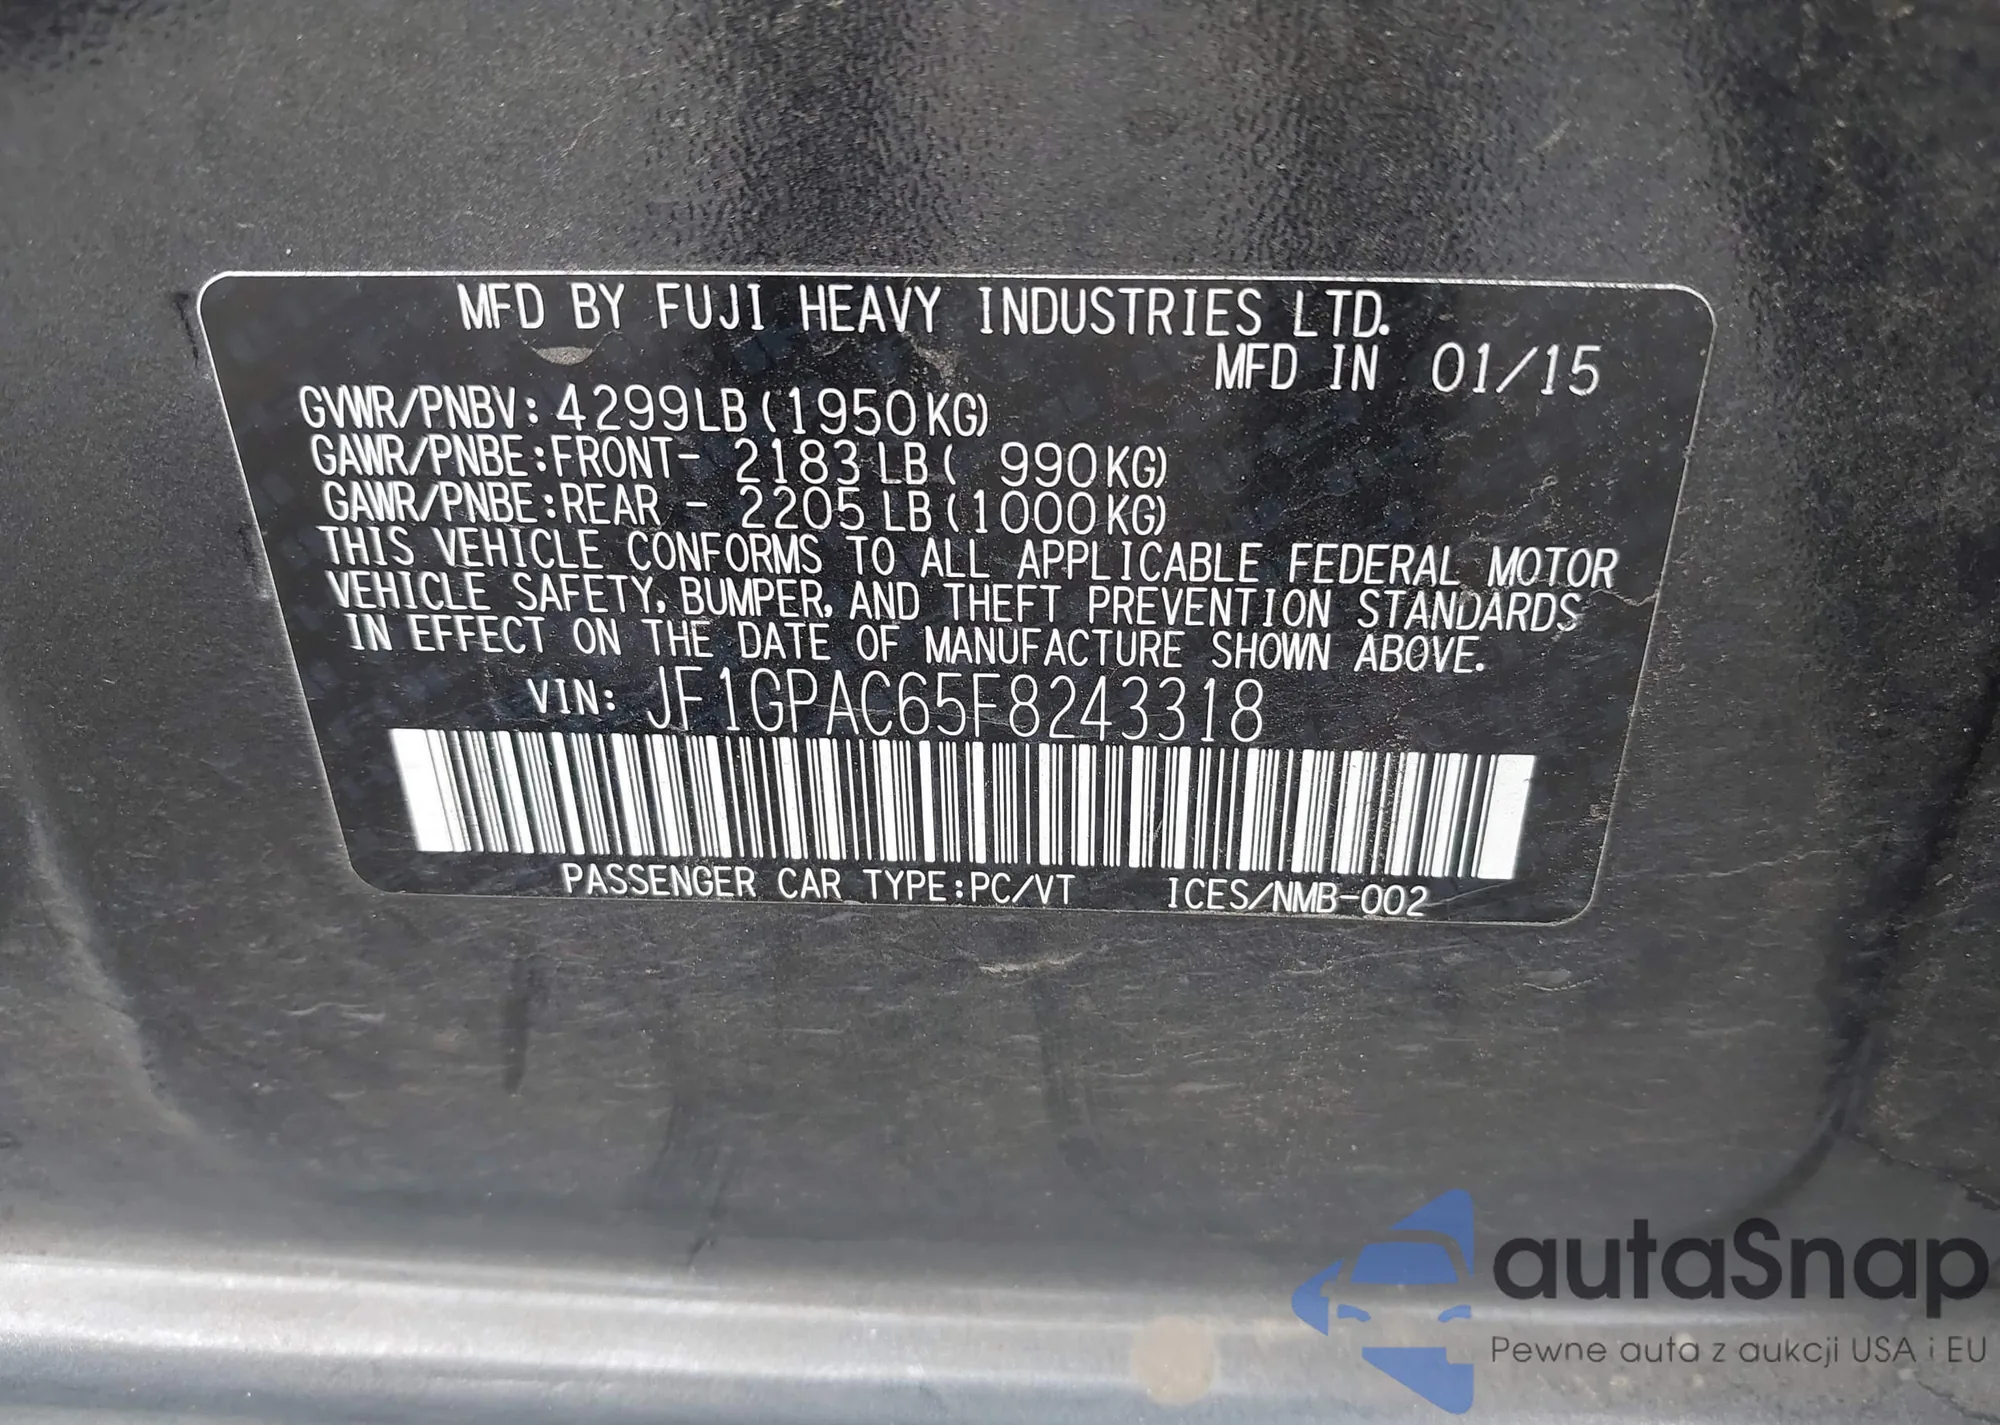 MFD BY FUJI HEAVY INDUSTRIES LTD.
MFD IN 01/15
GVWR/PNBV: 4299LB(1950KG)
GAWR/PNBE:FRONT- 2183LB( 990KG)
GAWR/PNBE:REAR - 2205LB(1000KG)
THIS VEHICLE CONFORMS TO ALL APPLICABLE FEDERAL MOTOR
VEHICLE SAFETY, BUMPER, AND THEFT PREVENTION STANDARDS
IN EFFECT ON THE DATE OF MANUFACTURE SHOWN ABOVE.
VIN: JF1GPAC65F8243318
PASSENGER CAR TYPE:PC/VT ICES/NMB-002
autaSnap
Pewne auta z aukcji USA i EU